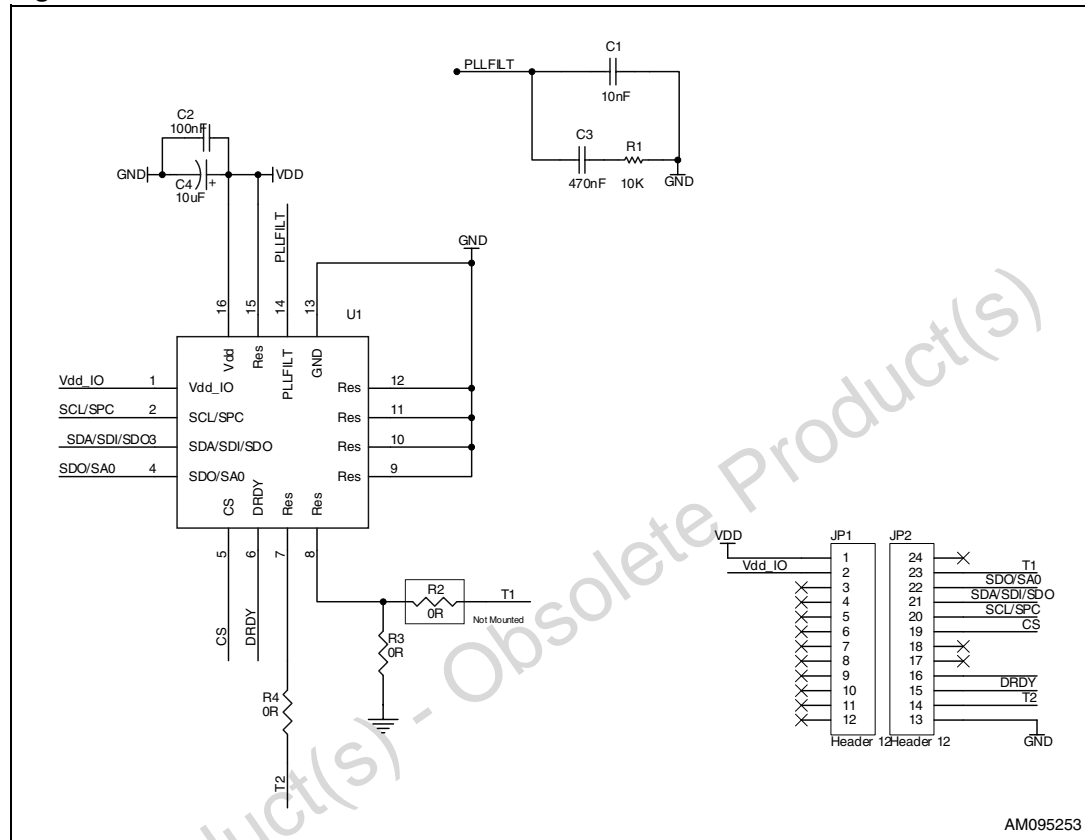 C1
PLLFILT
10nF
C2
100nF
C3
R1
GND
VDD
C4
10uF
+
470nF
10K
GND
PLLFILT
GND
16
15
14
13
U1
Vdd
Res
PLLFILT
GND
Vdd_IO
1
Vdd_IO
Res
12
SCL/SPC
2
SCL/SPC
Res
11
SDA/SDI/SDO
3
SDA/SDI/SDO
Res
10
SDO/SA0
4
SDO/SA0
Res
9
CS
DRDY
Res
Res
5
6
7
8
CS
DRDY
R2
0R
T1
Not Mounted
R3
0R
R4
0R
T2
VDD
JP1
JP2
1
24
Vdd_IO
2
23
T1
3
22
SDO/SA0
4
21
SDA/SDI/SDO
5
20
SCL/SPC
6
19
CS
7
18
8
17
9
16
10
15
DRDY
11
14
T2
12
13
Header 12
Header 12
GND
duct(s) - Obsolete Product(s)
AM095253